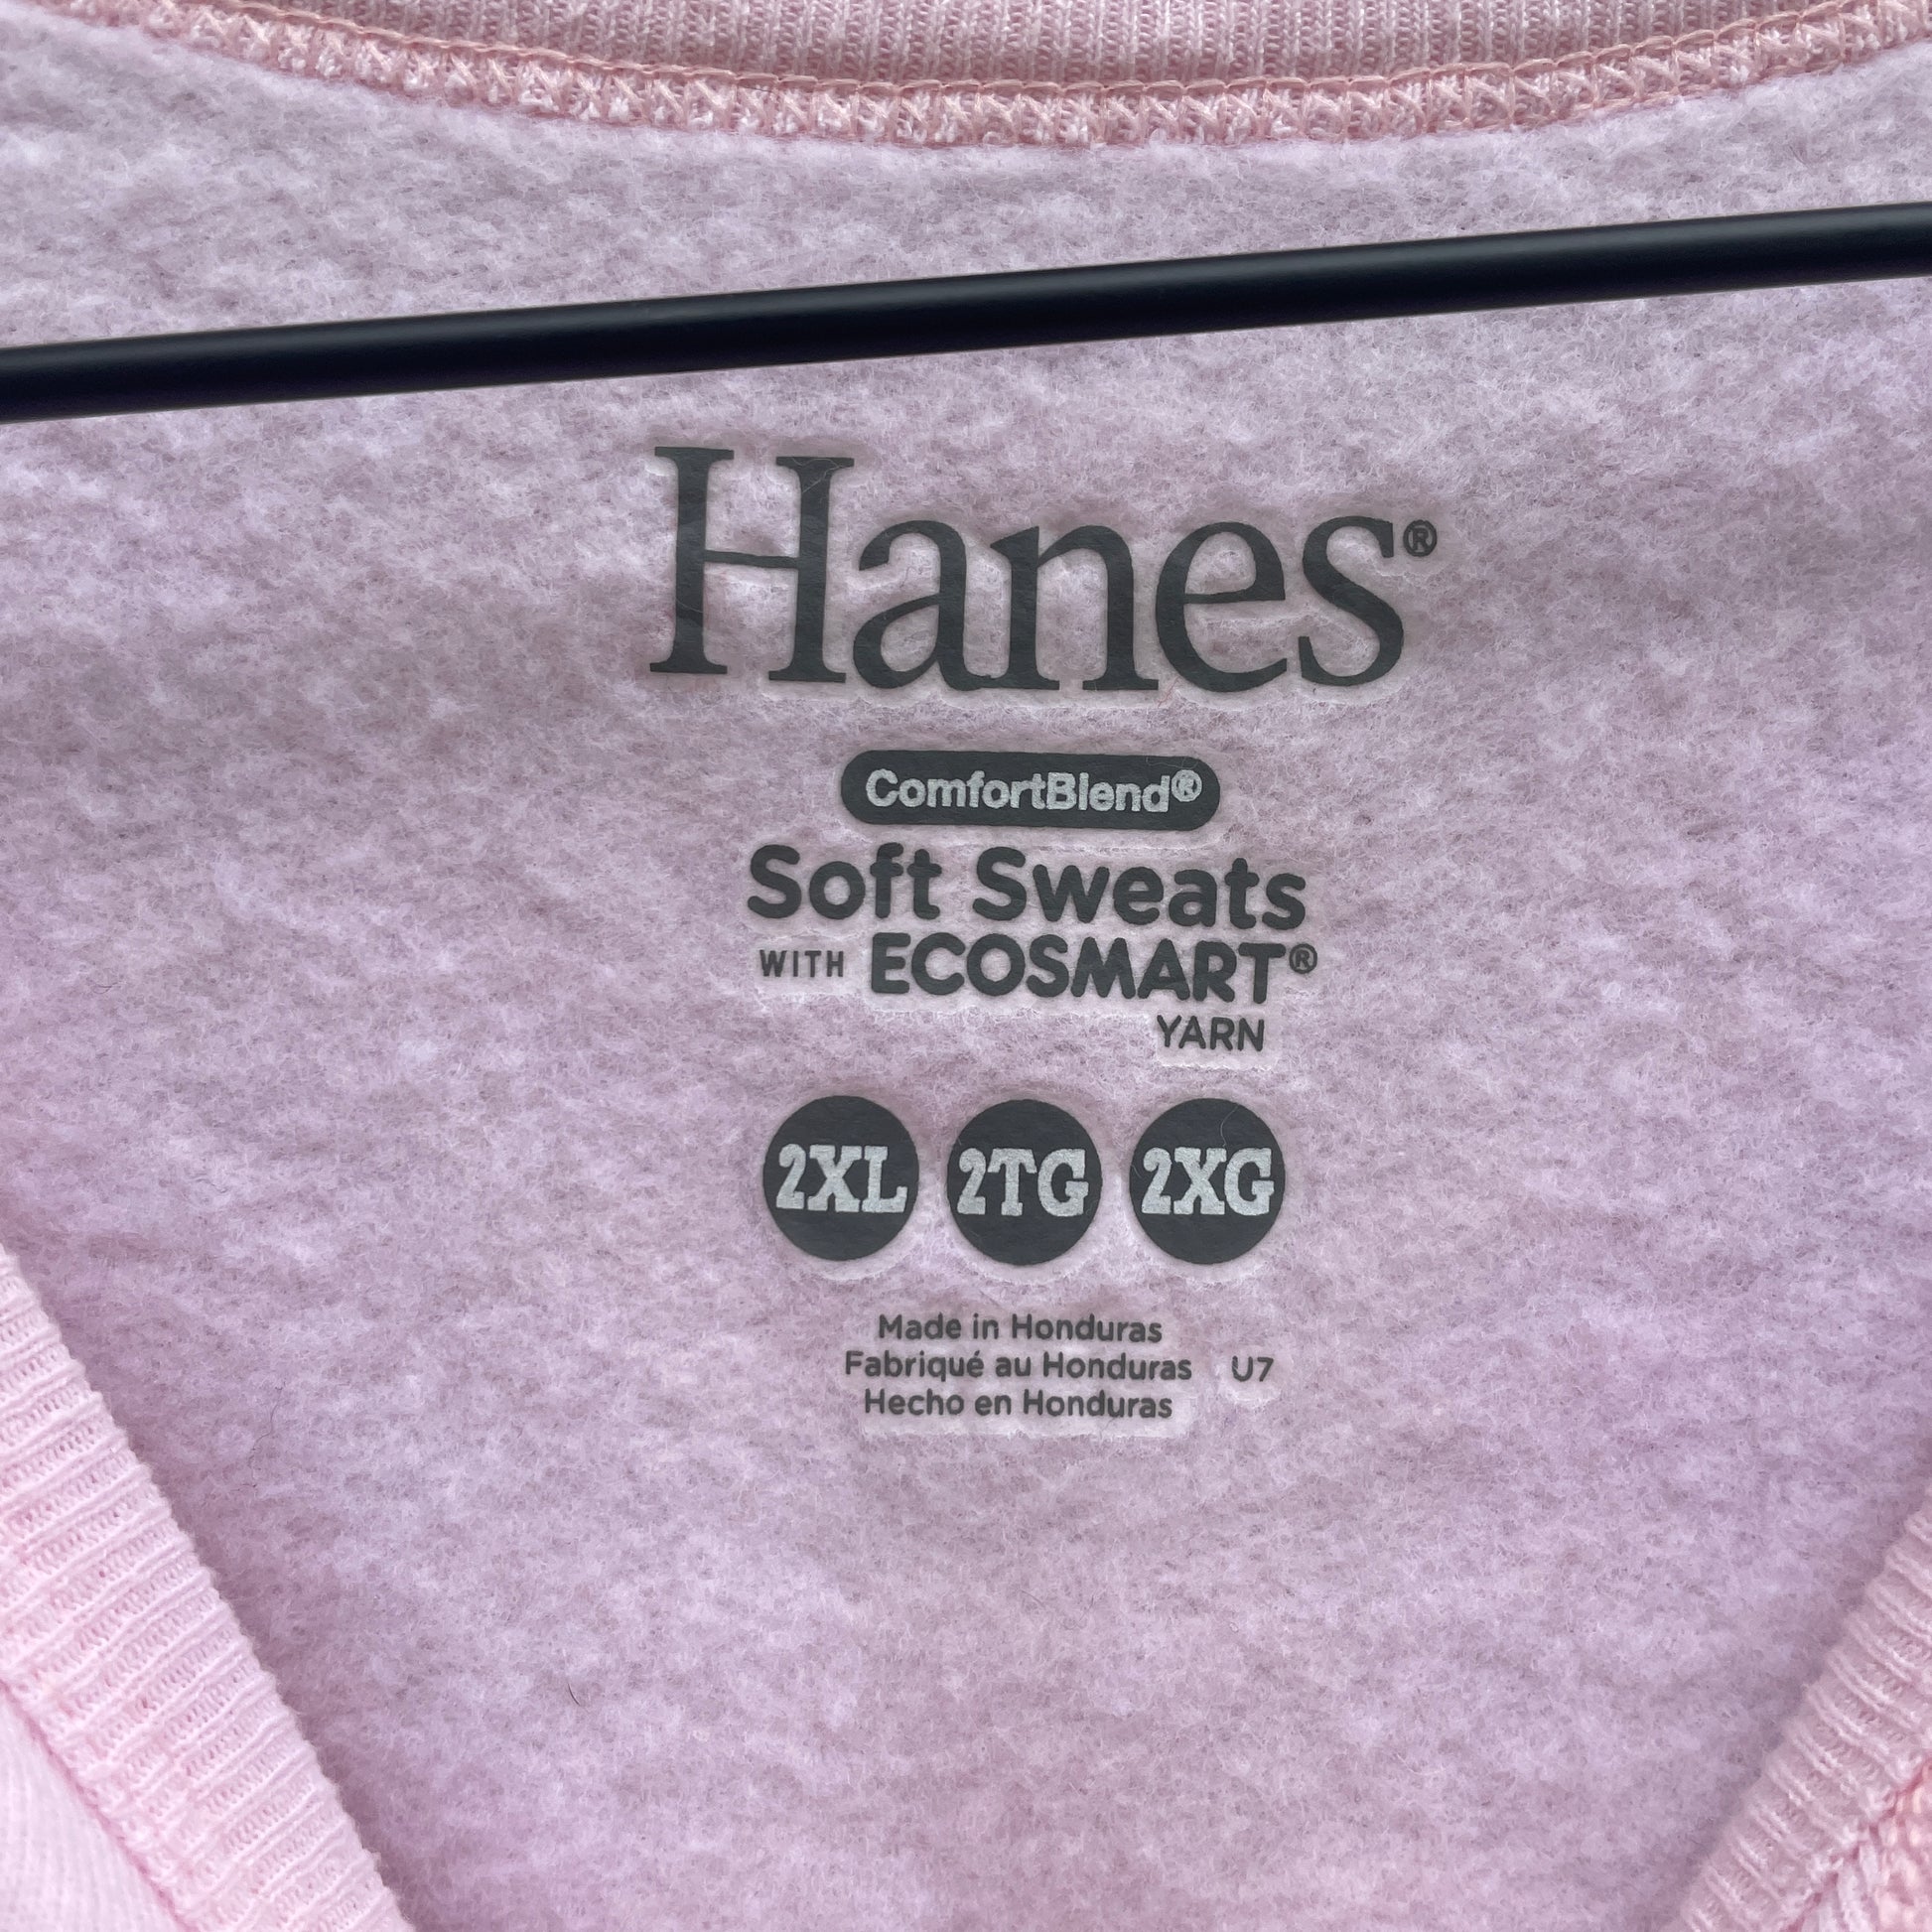 Hanes®
ComfortBlend®
Soft Sweats
WITH ECOSMART®
YARN
2XL 2TG 2XG
Made in Honduras
Fabriqué au Honduras U7
Hecho en Honduras